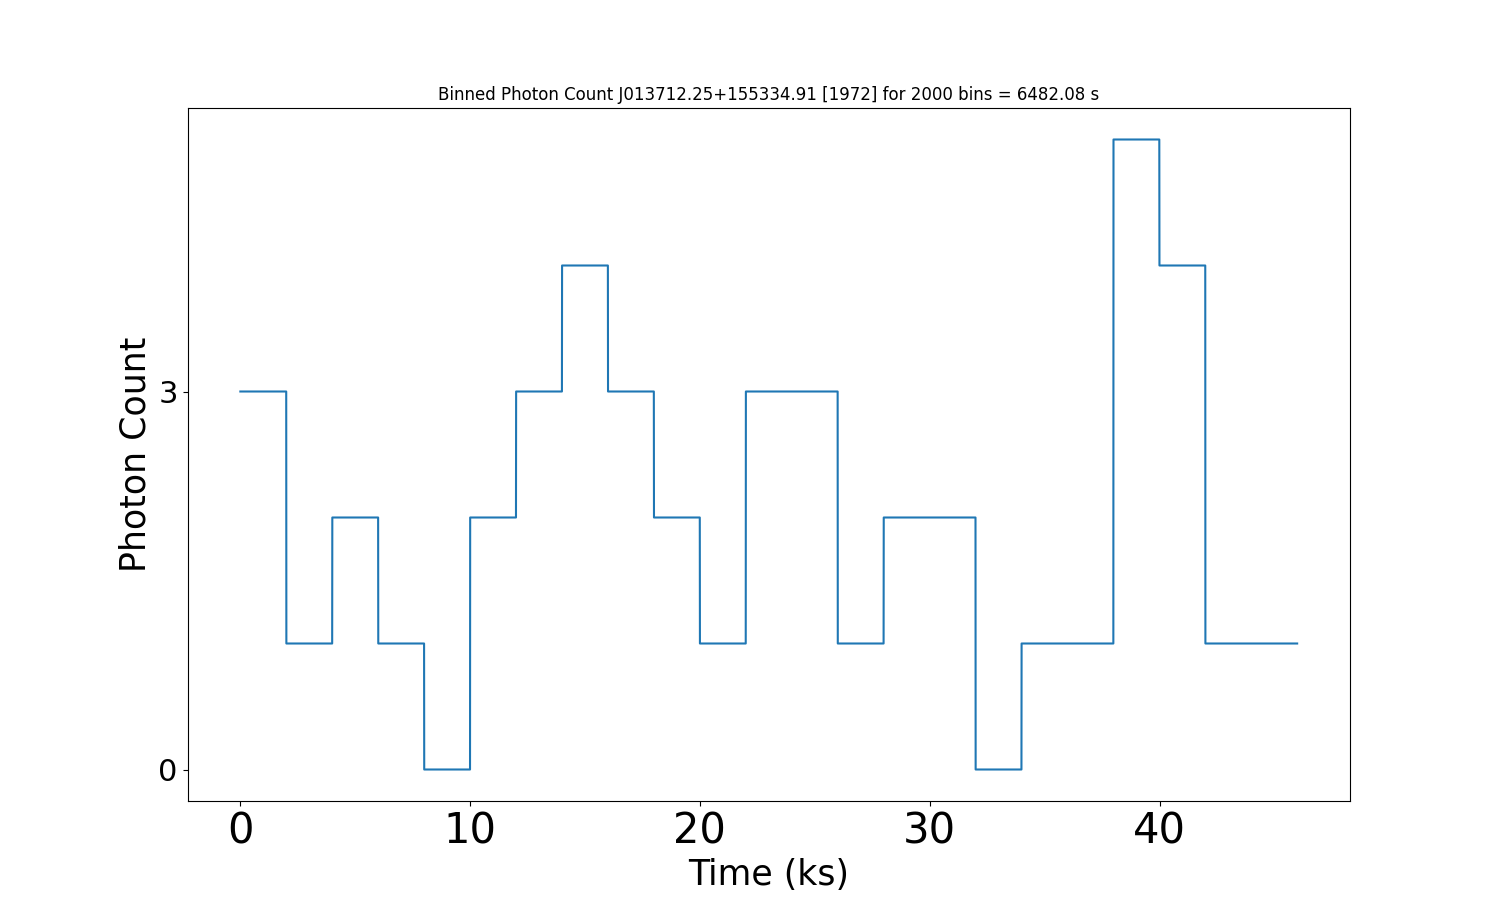 Binned Photon Count J013712.25+155334.91 [1972] for 2000 bins = 6482.08 s
Photon Count
3
0
0 10 20 30 40
Time (ks)